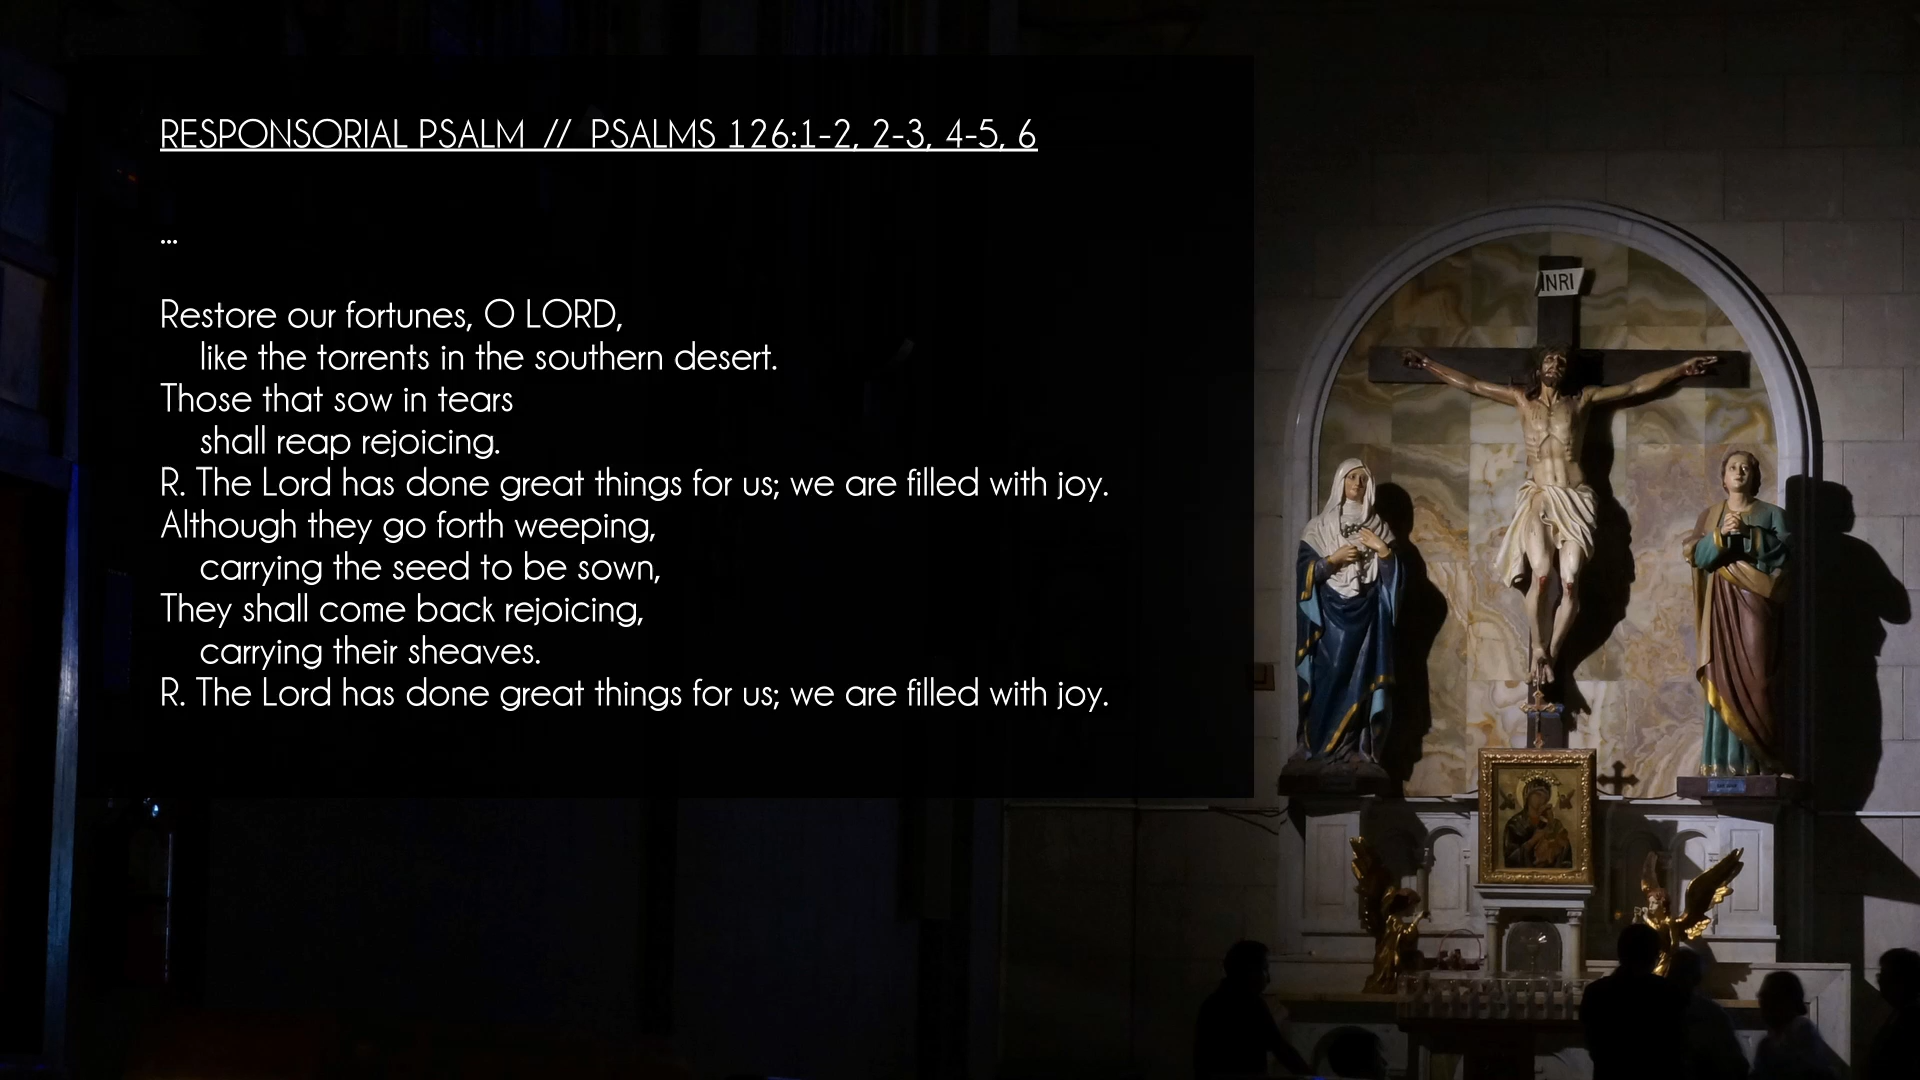 RESPONSORIAL PSALM // PSALMS 126:1-2, 2-3, 4-5, 6
...
Restore our fortunes, O LORD,
like the torrents in the southern desert.
Those that sow in tears
shall reap rejoicing.
R. The Lord has done great things for us; we are filled with joy.
Although they go forth weeping,
carrying the seed to be sown,
They shall come back rejoicing,
carrying their sheaves.
R. The Lord has done great things for us; we are filled with joy.
INRI